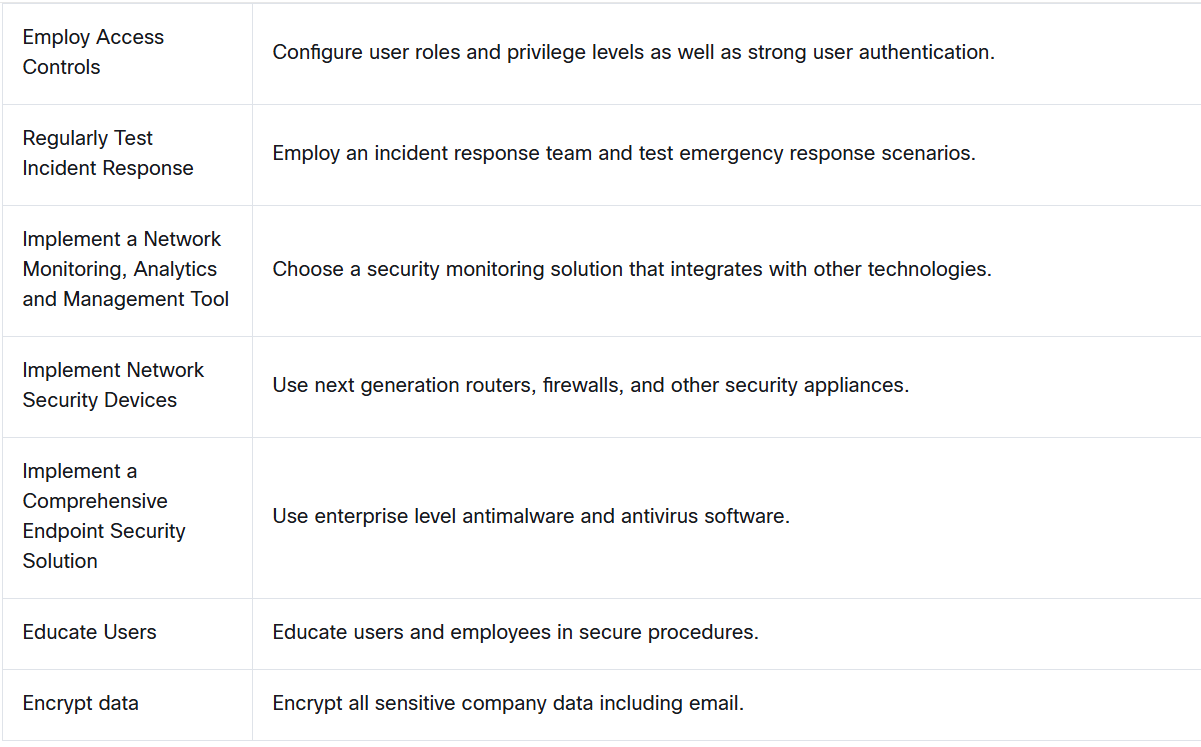 Employ Access
Controls
Configure user roles and privilege levels as well as strong user authentication.
Regularly Test
Incident Response
Employ an incident response team and test emergency response scenarios.
Implement a Network
Monitoring, Analytics
and Management Tool
Choose a security monitoring solution that integrates with other technologies.
Implement Network
Security Devices
Use next generation routers, firewalls, and other security appliances.
Implement a
Comprehensive
Endpoint Security
Solution
Use enterprise level antimalware and antivirus software.
Educate Users
Educate users and employees in secure procedures.
Encrypt data
Encrypt all sensitive company data including email.